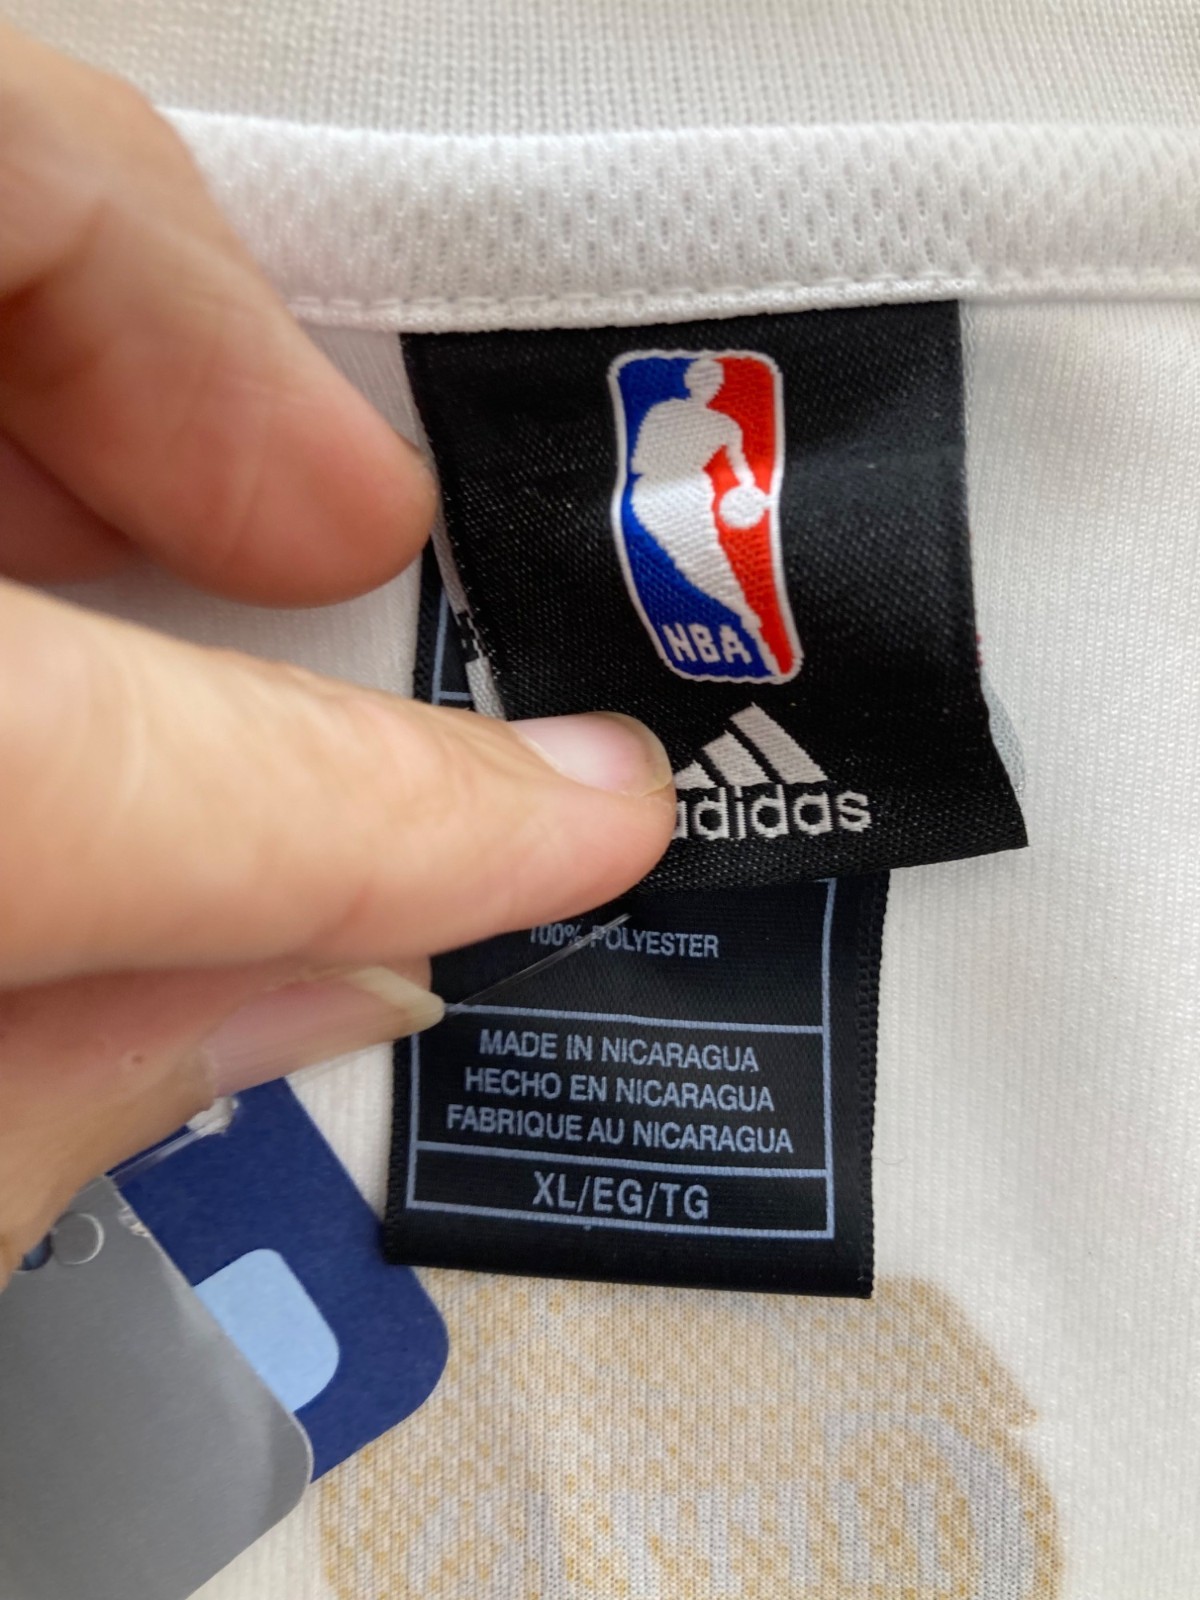 NBA
adidas
100% POLYESTER
MADE IN NICARAGUA
HECHO EN NICARAGUA
FABRIQUE AU NICARAGUA
XL/EG/TG